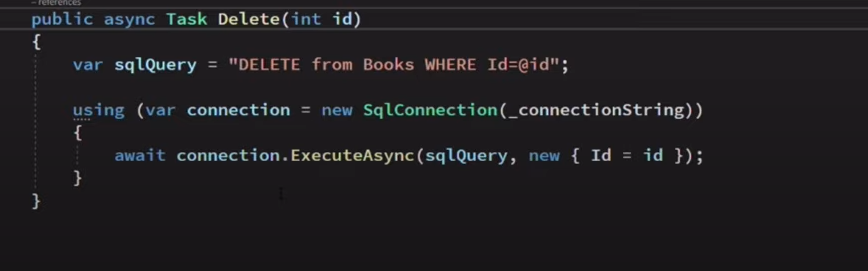 – references
public async Task Delete(int id)
{
var sqlQuery = "DELETE from Books WHERE Id=@id";
using (var connection = new SqlConnection(_connectionString))
{
await connection.ExecuteAsync(sqlQuery, new { Id = id });
}
}